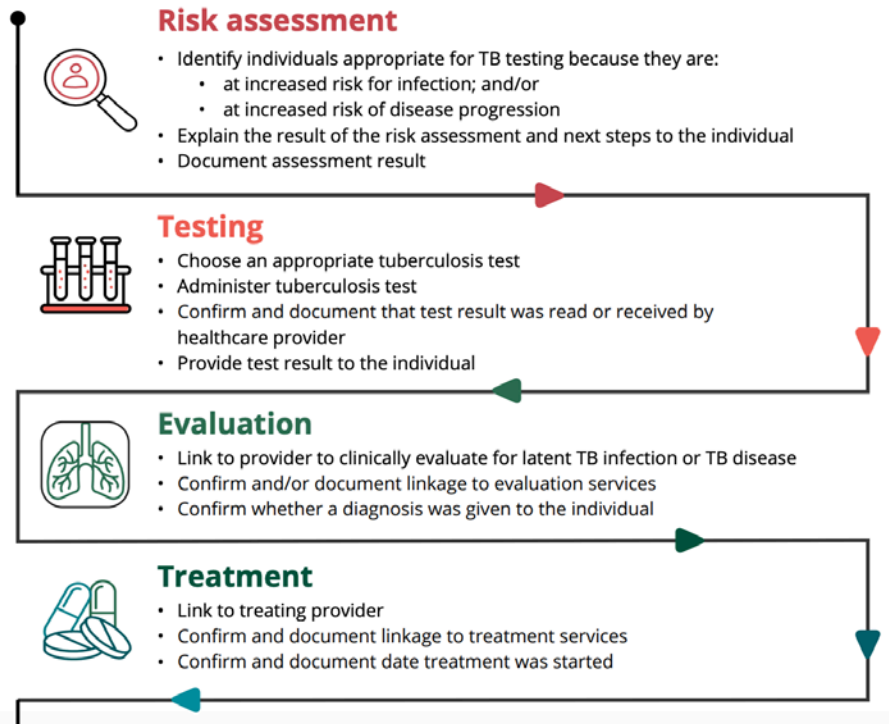 Risk assessment
• Identify individuals appropriate for TB testing because they are:
• at increased risk for infection; and/or
• at increased risk of disease progression
• Explain the result of the risk assessment and next steps to the individual
• Document assessment result
Testing
• Choose an appropriate tuberculosis test
• Administer tuberculosis test
• Confirm and document that test result was read or received by
healthcare provider
• Provide test result to the individual
Evaluation
• Link to provider to clinically evaluate for latent TB infection or TB disease
• Confirm and/or document linkage to evaluation services
• Confirm whether a diagnosis was given to the individual
Treatment
• Link to treating provider
• Confirm and document linkage to treatment services
• Confirm and document date treatment was started